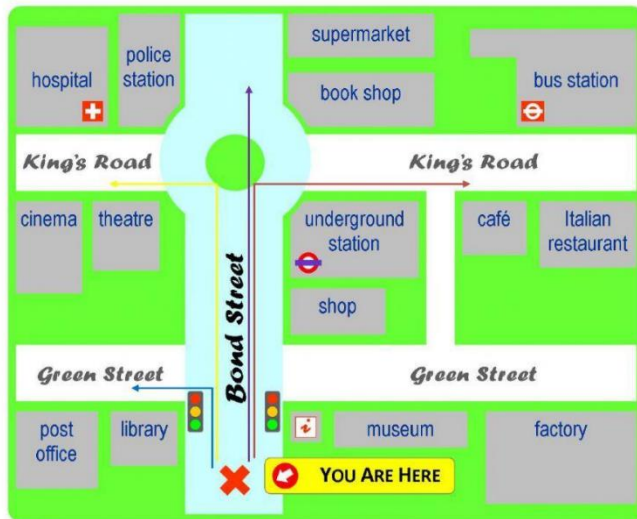 supermarket
police
station
hospital
book shop
bus station
King's Road
King's Road
cinema
theatre
underground
station
café
Italian
restaurant
Bond Street
shop
Green Street
Green Street
post
office
library
i
museum
factory
YOU ARE HERE